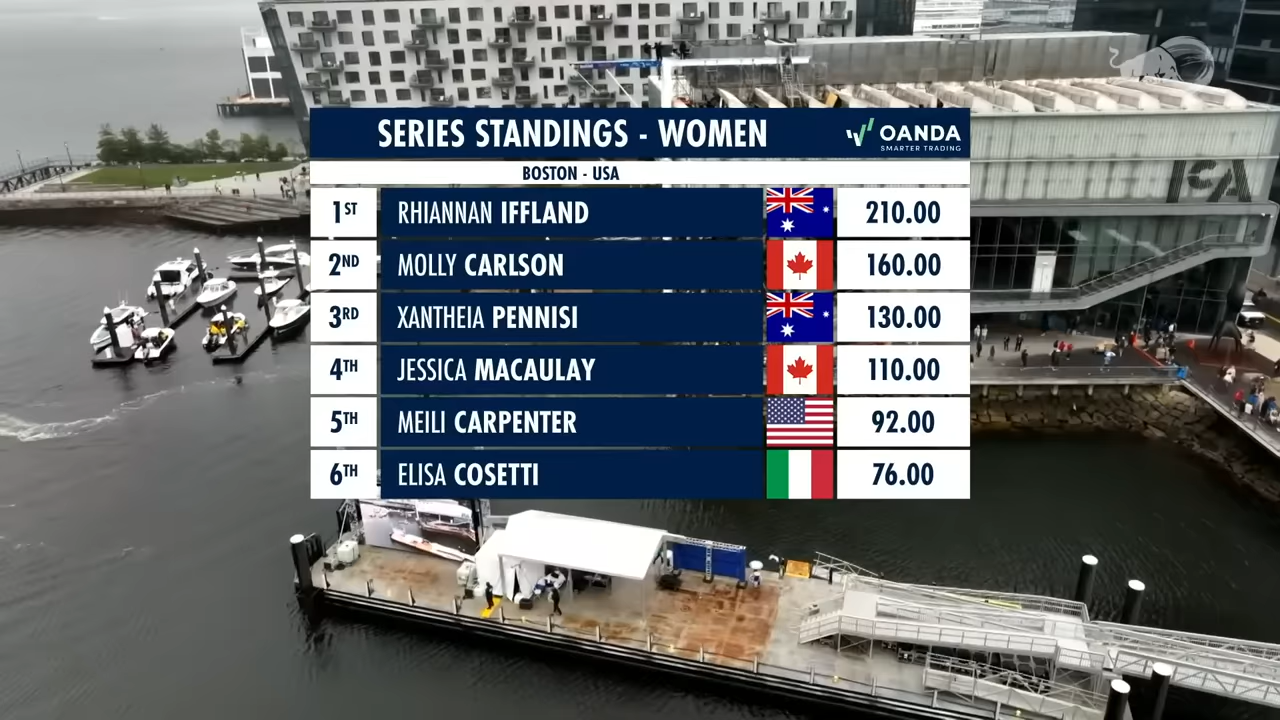 SERIES STANDINGS - WOMEN
OANDA
SMARTER TRADING
BOSTON - USA
1ST RHIANNAN IFFLAND 210.00
2ND MOLLY CARLSON 160.00
3RD XANTHEIA PENNISI 130.00
4TH JESSICA MACAULAY 110.00
5TH MEILI CARPENTER 92.00
6TH ELISA COSETTI 76.00
ICA